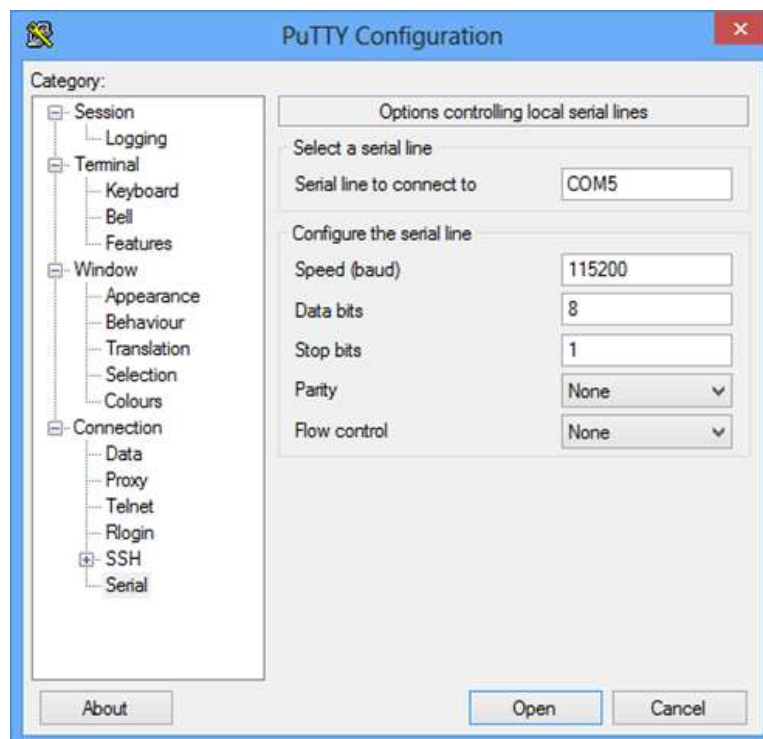 PuTTY Configuration
Category:
Session
Logging
Terminal
Keyboard
Bell
Features
Window
Appearance
Behaviour
Translation
Selection
Colours
Connection
Data
Proxy
Telnet
Rlogin
SSH
Serial
Options controlling local serial lines
Select a serial line
Serial line to connect to COM5
Configure the serial line
Speed (baud) 115200
Data bits 8
Stop bits 1
Parity None
Flow control None
About Open Cancel